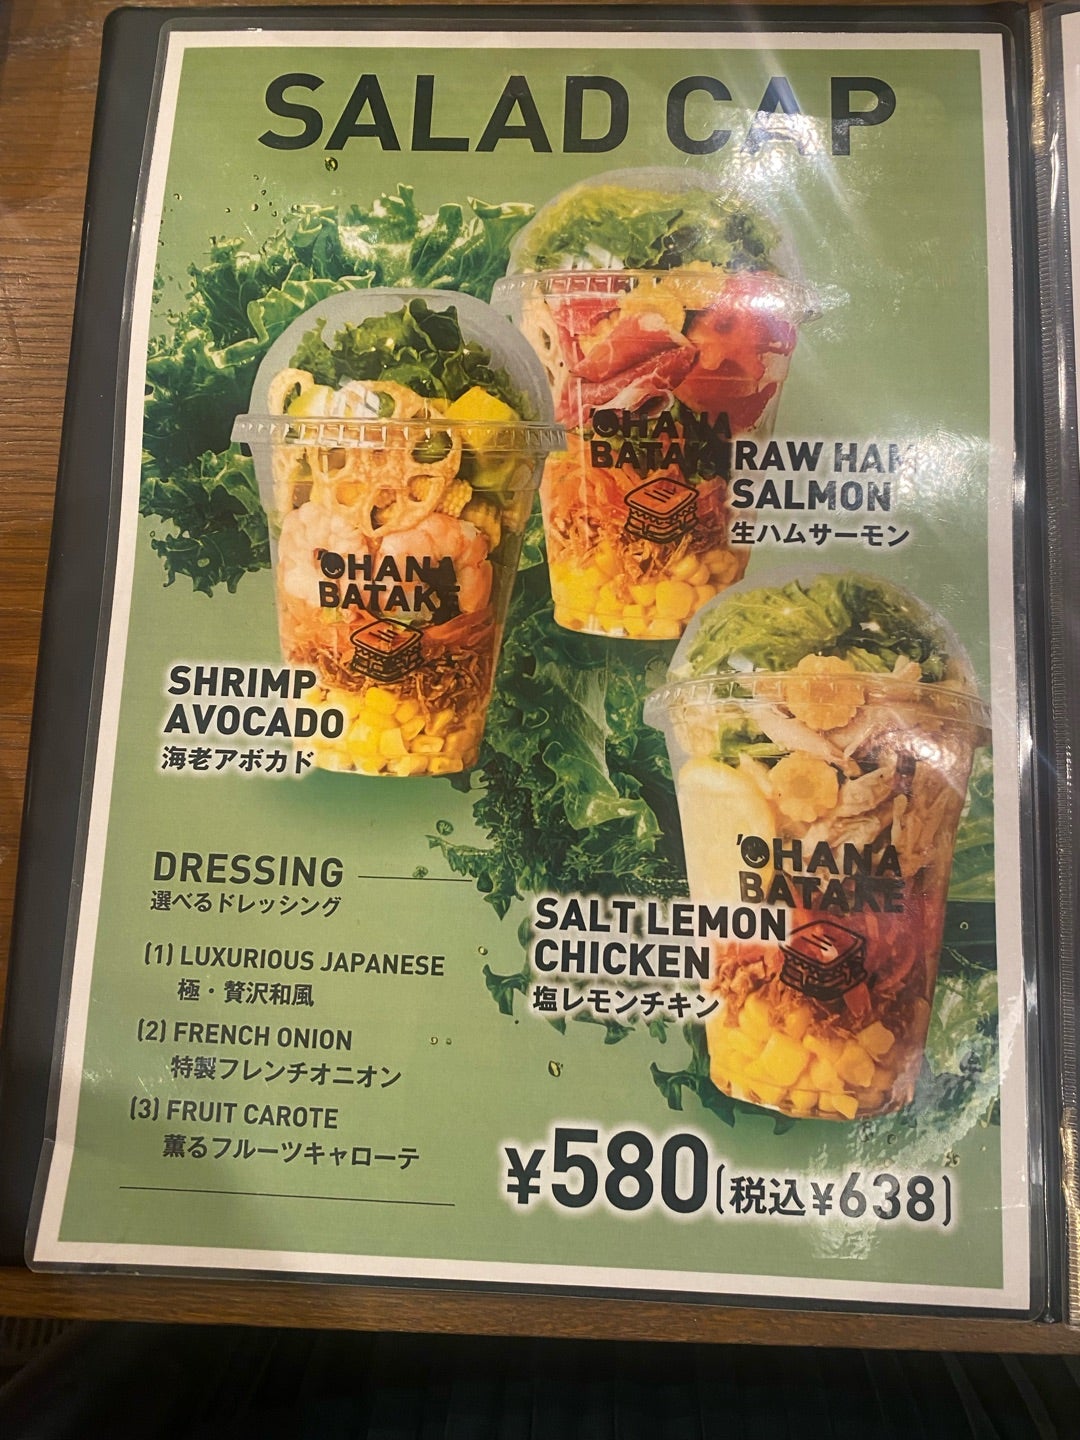 SALAD CAP
'OHANA
BATAKE
RAW HAM
SALMON
生ハムサーモン
'OHANA
BATAKE
SHRIMP
AVOCADO
海老アボカド
'OHANA
BATAKE
SALT LEMON
CHICKEN
塩レモンチキン
DRESSING
選べるドレッシング
(1) LUXURIOUS JAPANESE
極・贅沢和風
(2) FRENCH ONION
特製フレンチオニオン
(3) FRUIT CAROTE
薫るフルーツキャローテ
¥580(税込¥638)